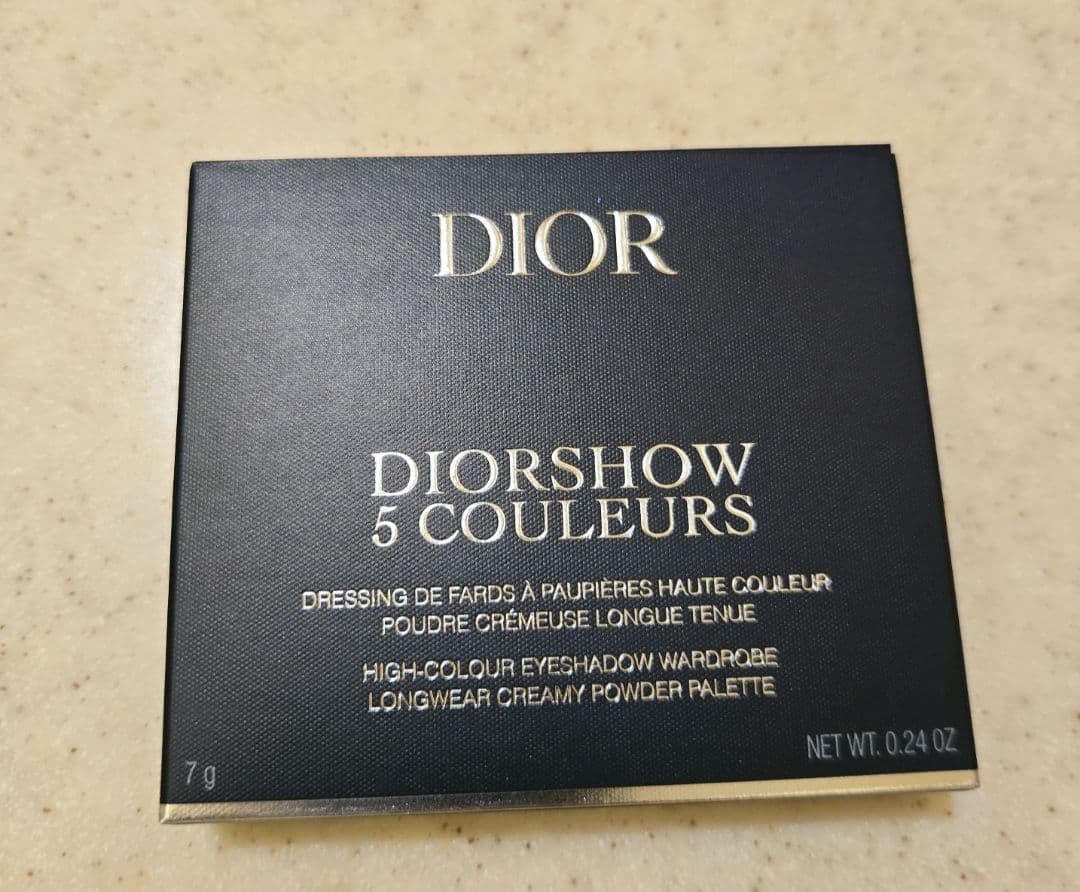 DIOR
DIORSHOW
5 COULEURS
DRESSING DE FARDS À PAUPIÈRES HAUTE COULEUR
POUDRE CRÉMEUSE LONGUE TENUE
HIGH-COLOUR EYESHADOW WARDROBE
LONGWEAR CREAMY POWDER PALETTE
7 g
NET WT. 0.24 OZ